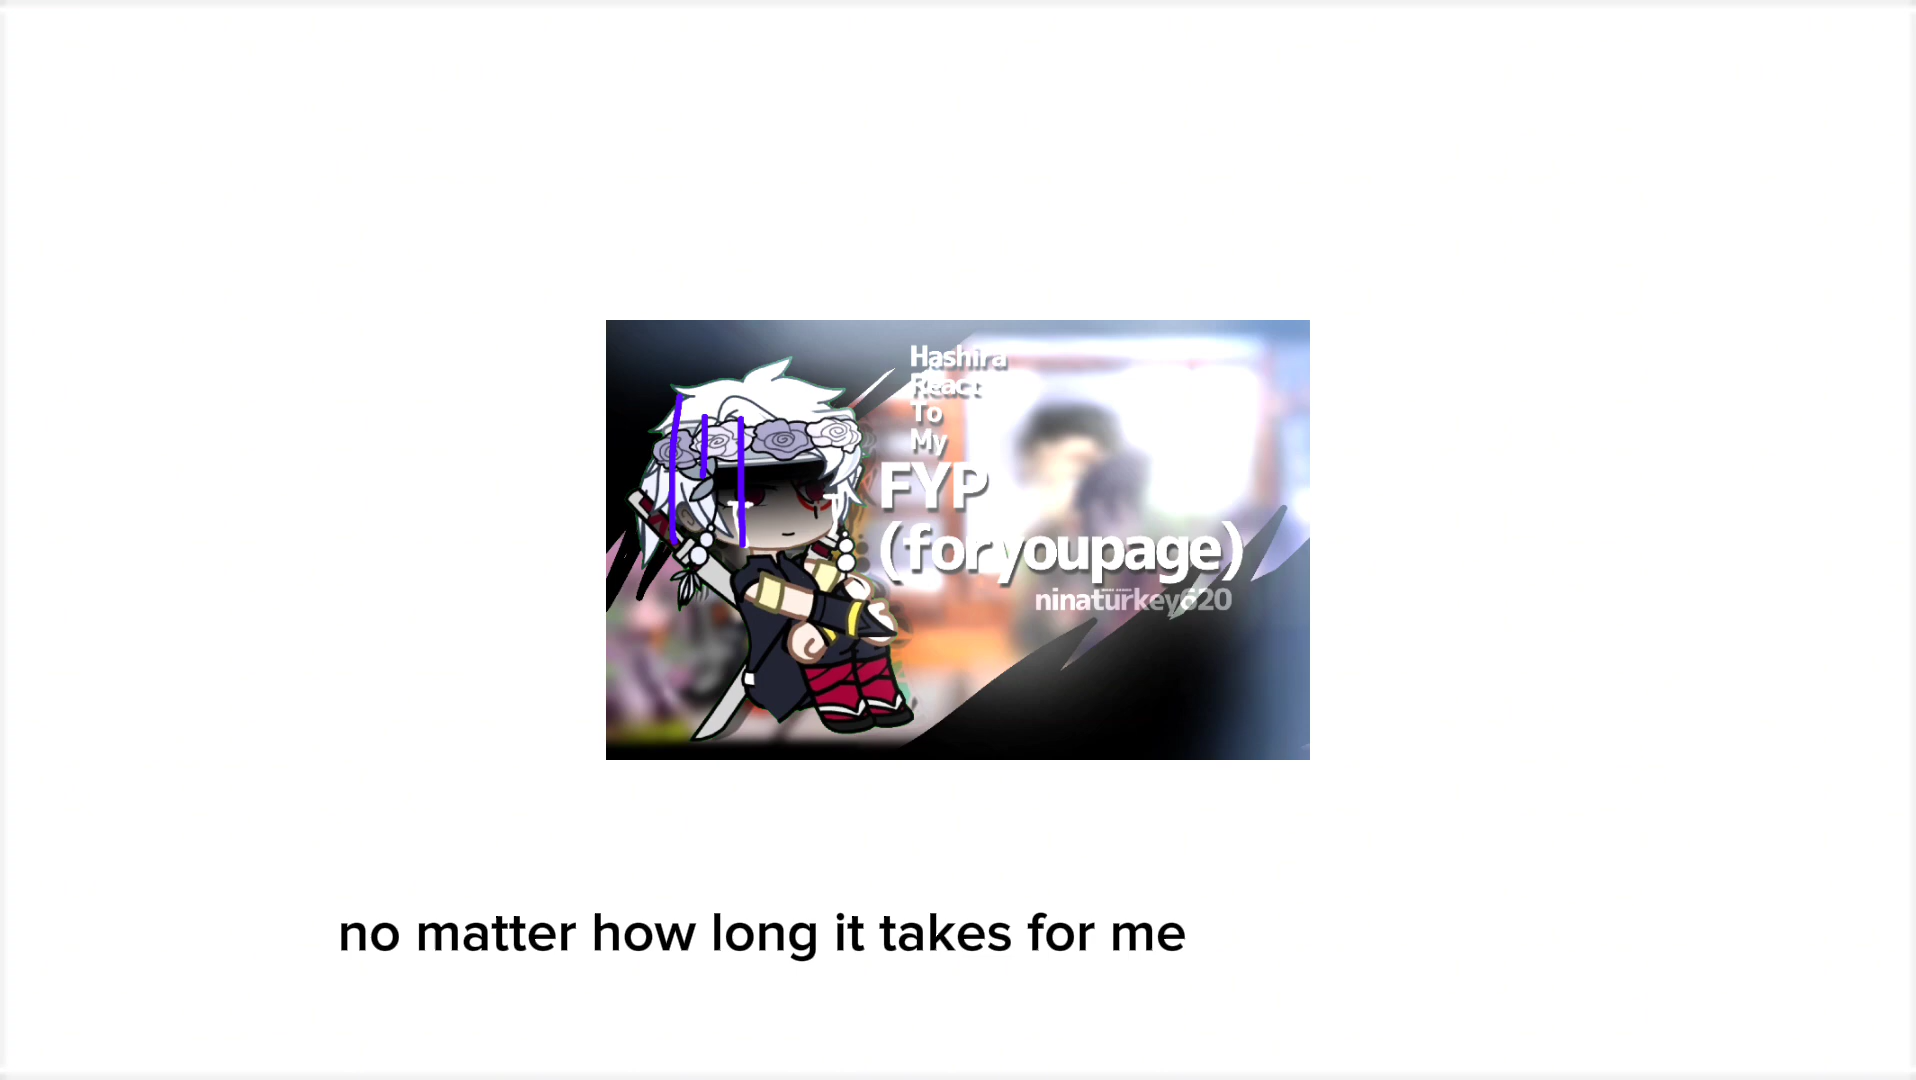 Hashira
React
To
My
FYP
(foryoupage)
ninaturkey620
no matter how long it takes for me